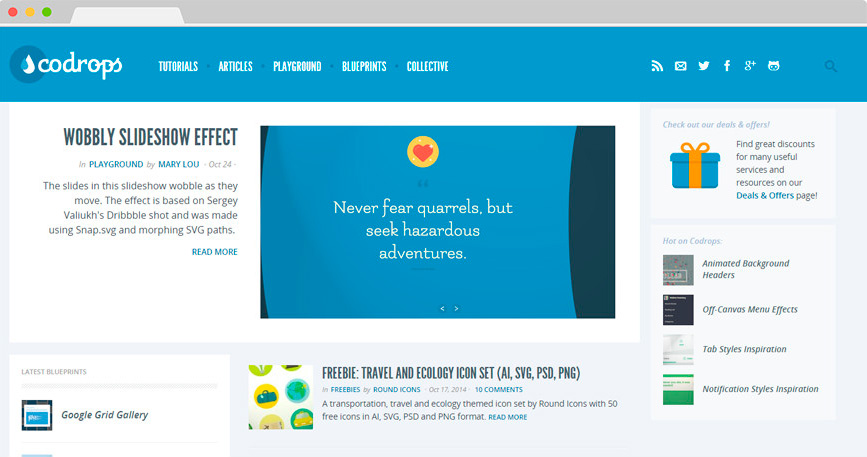 codrops
TUTORIALS
ARTICLES
PLAYGROUND
BLUEPRINTS
COLLECTIVE
WOBBLY SLIDESHOW EFFECT
In PLAYGROUND by MARY LOU · Oct 24 ·
The slides in this slideshow wobble as they
move. The effect is based on Sergey
Valiukh's Dribbble shot and was made
using Snap.svg and morphing SVG paths.
READ MORE
Never fear quarrels, but
seek hazardous
adventures.
Check out our deals & offers!
Find great discounts
for many useful
services and
resources on our
Deals & Offers page!
Hot on Codrops:
Animated Background
Headers
Off-Canvas Menu Effects
Tab Styles Inspiration
Notification Styles Inspiration
LATEST BLUEPRINTS
Google Grid Gallery
FREEBIE: TRAVEL AND ECOLOGY ICON SET (AI, SVG, PSD, PNG)
In FREEBIES by ROUND ICONS · Oct 17, 2014 · 10 COMMENTS
A transportation, travel and ecology themed icon set by Round Icons with 50
free icons in AI, SVG, PSD and PNG format. READ MORE